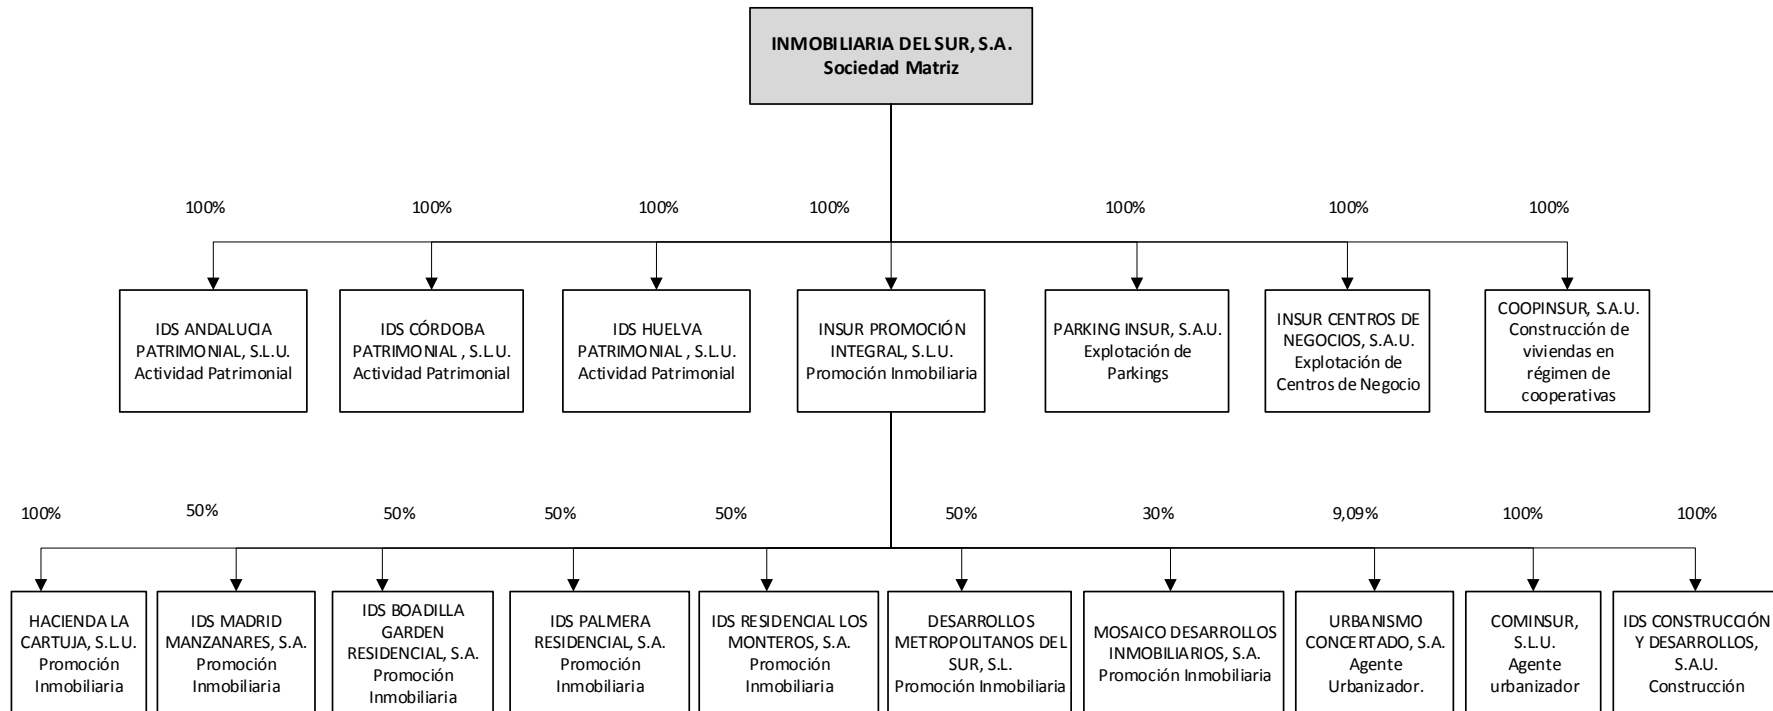 INMOBILIARIA DEL SUR, S.A.
Sociedad Matriz
100%
100%
100%
100%
100%
100%
100%
IDS ANDALUCIA
PATRIMONIAL, S.L.U.
Actividad Patrimonial
IDS CÓRDOBA
PATRIMONIAL , S.L.U.
Actividad Patrimonial
IDS HUELVA
PATRIMONIAL , S.L.U.
Actividad Patrimonial
INSUR PROMOCIÓN
INTEGRAL, S.L.U.
Promoción Inmobiliaria
PARKING INSUR, S.A.U.
Explotación de
Parkings
INSUR CENTROS DE
NEGOCIOS, S.A.U.
Explotación de
Centros de Negocio
COOPINSUR, S.A.U.
Construcción de
viviendas en
régimen de
cooperativas
100%
50%
50%
50%
50%
50%
30%
9,09%
100%
100%
HACIENDA LA
CARTUJA, S.L.U.
Promoción
Inmobiliaria
IDS MADRID
MANZANARES, S.A.
Promoción
Inmobiliaria
IDS BOADILLA
GARDEN
RESIDENCIAL, S.A.
Promoción
Inmobiliaria
IDS PALMERA
RESIDENCIAL, S.A.
Promoción
Inmobiliaria
IDS RESIDENCIAL LOS
MONTEROS, S.A.
Promoción
Inmobiliaria
DESARROLLOS
METROPOLITANOS DEL
SUR, S.L.
Promoción Inmobiliaria
MOSAICO DESARROLLOS
INMOBILIARIOS, S.A.
Promoción Inmobiliaria
URBANISMO
CONCERTADO, S.A.
Agente
Urbanizador.
COMINSUR,
S.L.U.
Agente
urbanizador
IDS CONSTRUCCIÓN
Y DESARROLLOS,
S.A.U.
Construcción